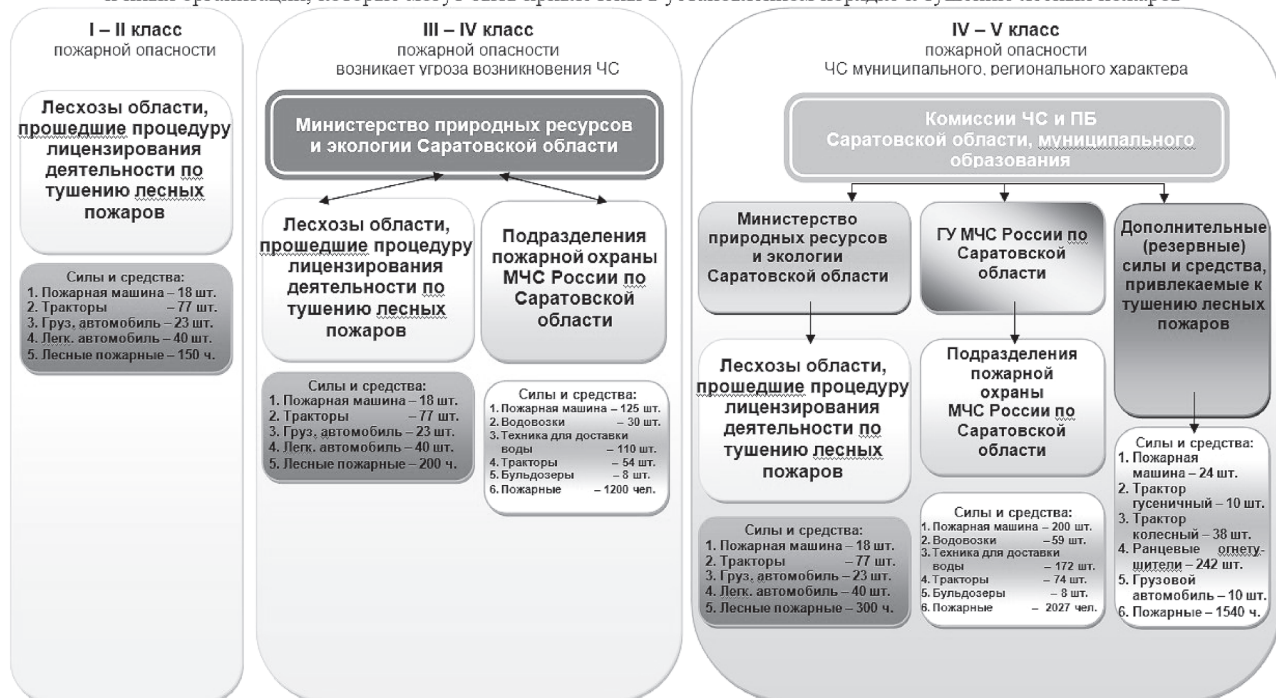 и иных организаций, которые могут быть привлечены в установленном порядке к тушению лесных пожаров
I – II класс
пожарной опасности
Лесхозы области,
прошедшие процедуру
лицензирования
деятельности по
тушению лесных
пожаров
Силы и средства:
1. Пожарная машина – 18 шт.
2. Тракторы – 77 шт.
3. Груз, автомобиль – 23 шт.
4. Легк. автомобиль – 40 шт.
5. Лесные пожарные – 150 ч.
III – IV класс
пожарной опасности
возникает угроза возникновения ЧС
Министерство природных ресурсов
и экологии Саратовской области
Лесхозы области,
прошедшие процедуру
лицензирования
деятельности по
тушению лесных
пожаров
Силы и средства:
1. Пожарная машина – 18 шт.
2. Тракторы – 77 шт.
3. Груз, автомобиль – 23 шт.
4. Легк. автомобиль – 40 шт.
5. Лесные пожарные – 200 ч.
Подразделения
пожарной охраны
МЧС России по
Саратовской
области
Силы и средства:
1. Пожарная машина – 125 шт.
2. Водовозки – 30 шт.
3. Техника для доставки
воды – 110 шт.
4. Тракторы – 54 шт.
5. Бульдозеры – 8 шт.
6. Пожарные – 1200 чел.
IV – V класс
пожарной опасности
ЧС муниципального, регионального характера
Комиссии ЧС и ПБ
Саратовской области, муниципального
образования
Министерство
природных ресурсов
и экологии
Саратовской области
Лесхозы области,
прошедшие процедуру
лицензирования
деятельности по
тушению лесных
пожаров
Силы и средства:
1. Пожарная машина – 18 шт.
2. Тракторы – 77 шт.
3. Груз, автомобиль – 23 шт.
4. Легк. автомобиль – 40 шт.
5. Лесные пожарные – 300 ч.
ГУ МЧС России по
Саратовской
области
Подразделения
пожарной
охраны
МЧС России по
Саратовской
области
Силы и средства:
1. Пожарная машина – 200 шт.
2. Водовозки – 59 шт.
3. Техника для доставки
воды – 172 шт.
4. Тракторы – 74 шт.
5. Бульдозеры – 8 шт.
6. Пожарные – 2027 чел.
Дополнительные
(резервные)
силы и средства,
привлекаемые к
тушению лесных
пожаров
Силы и средства:
1. Пожарная
машина – 24 шт.
2. Трактор
гусеничный – 10 шт.
3. Трактор
колесный – 38 шт.
4. Ранцевые огнету-
шители – 242 шт.
5. Грузовой
автомобиль – 10 шт.
6. Пожарные – 1540 ч.